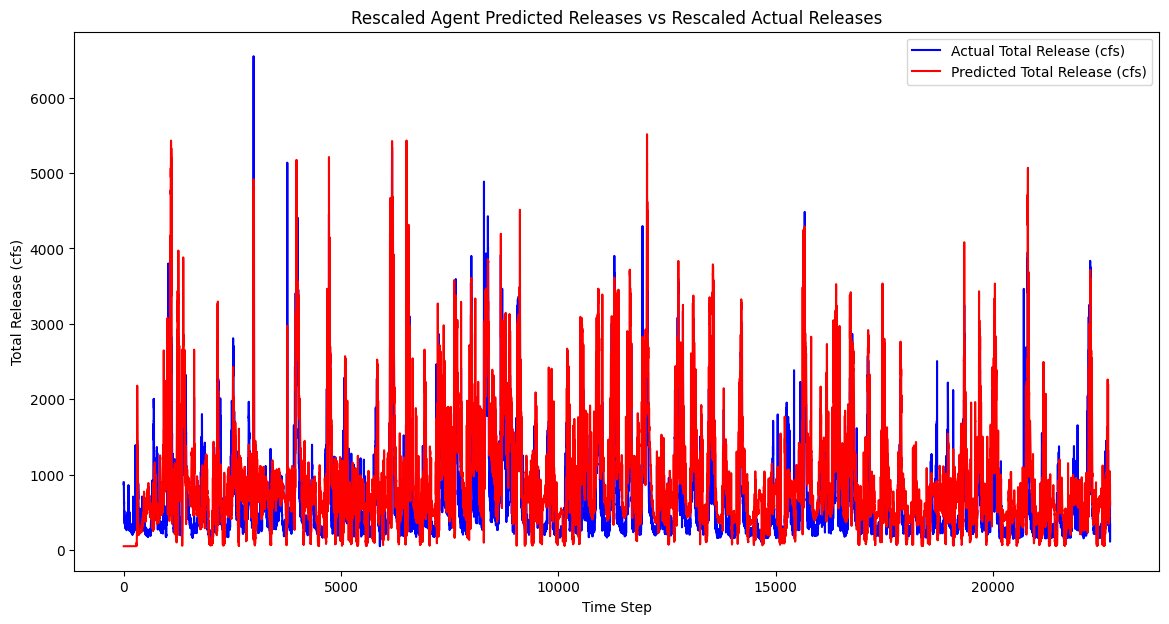 Rescaled Agent Predicted Releases vs Rescaled Actual Releases
Actual Total Release (cfs)
Predicted Total Release (cfs)
Total Release (cfs)
6000
5000
4000
3000
2000
1000
0
0 5000 10000 15000 20000
Time Step